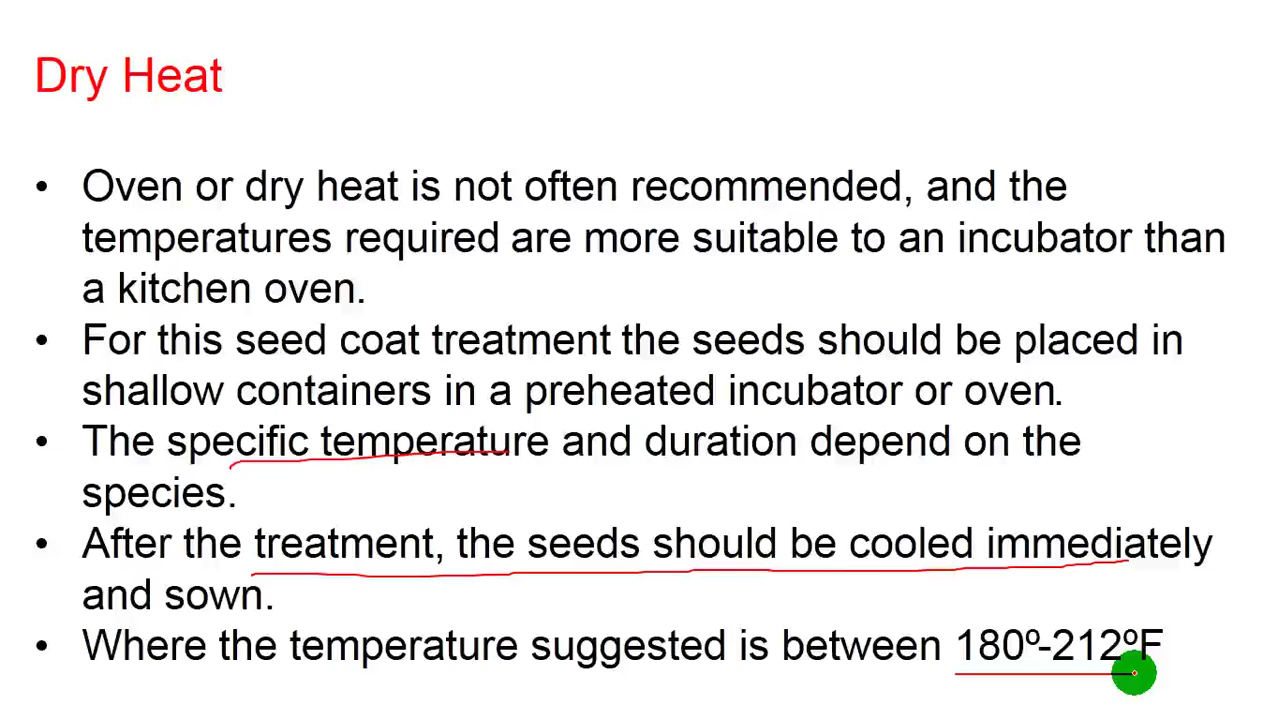 Dry Heat
• Oven or dry heat is not often recommended, and the
temperatures required are more suitable to an incubator than
a kitchen oven.
• For this seed coat treatment the seeds should be placed in
shallow containers in a preheated incubator or oven.
• The specific temperature and duration depend on the
species.
• After the treatment, the seeds should be cooled immediately
and sown.
• Where the temperature suggested is between 180º-212ºF